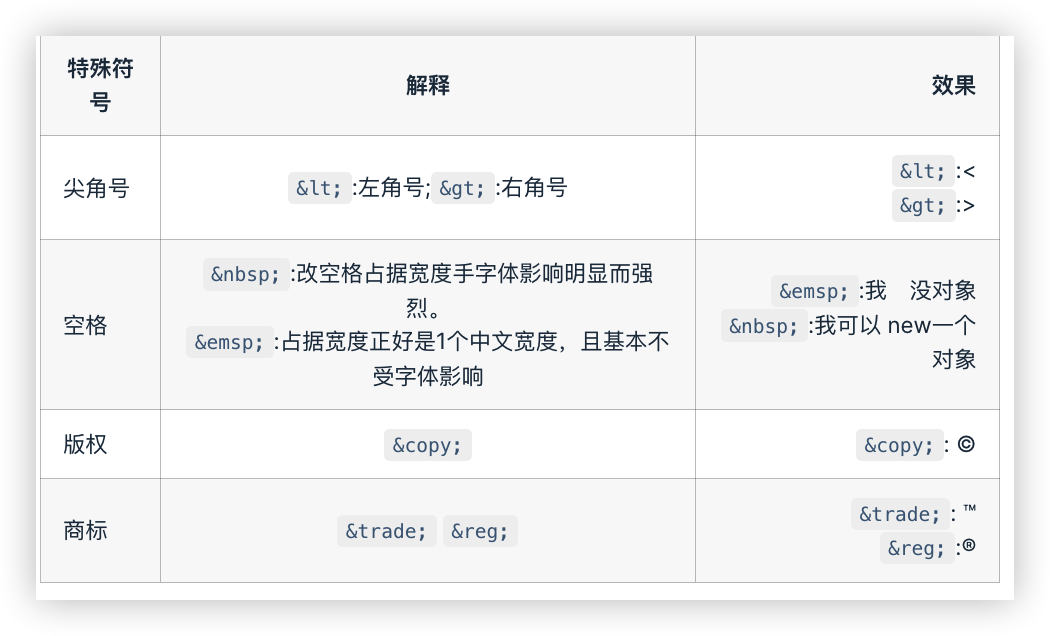 特殊符
号
解释
效果
尖角号
&lt; :左角号; &gt; :右角号
&lt; :<
&gt; :>
空格
&nbsp; :改空格占据宽度手字体影响明显而强
烈。
&emsp; :占据宽度正好是1个中文宽度，且基本不
受字体影响
&emsp; :我　没对象
&nbsp; :我可以 new一个
对象
版权
&copy;
&copy; : ©
商标
&trade; &reg;
&trade; : ™
&reg; :®